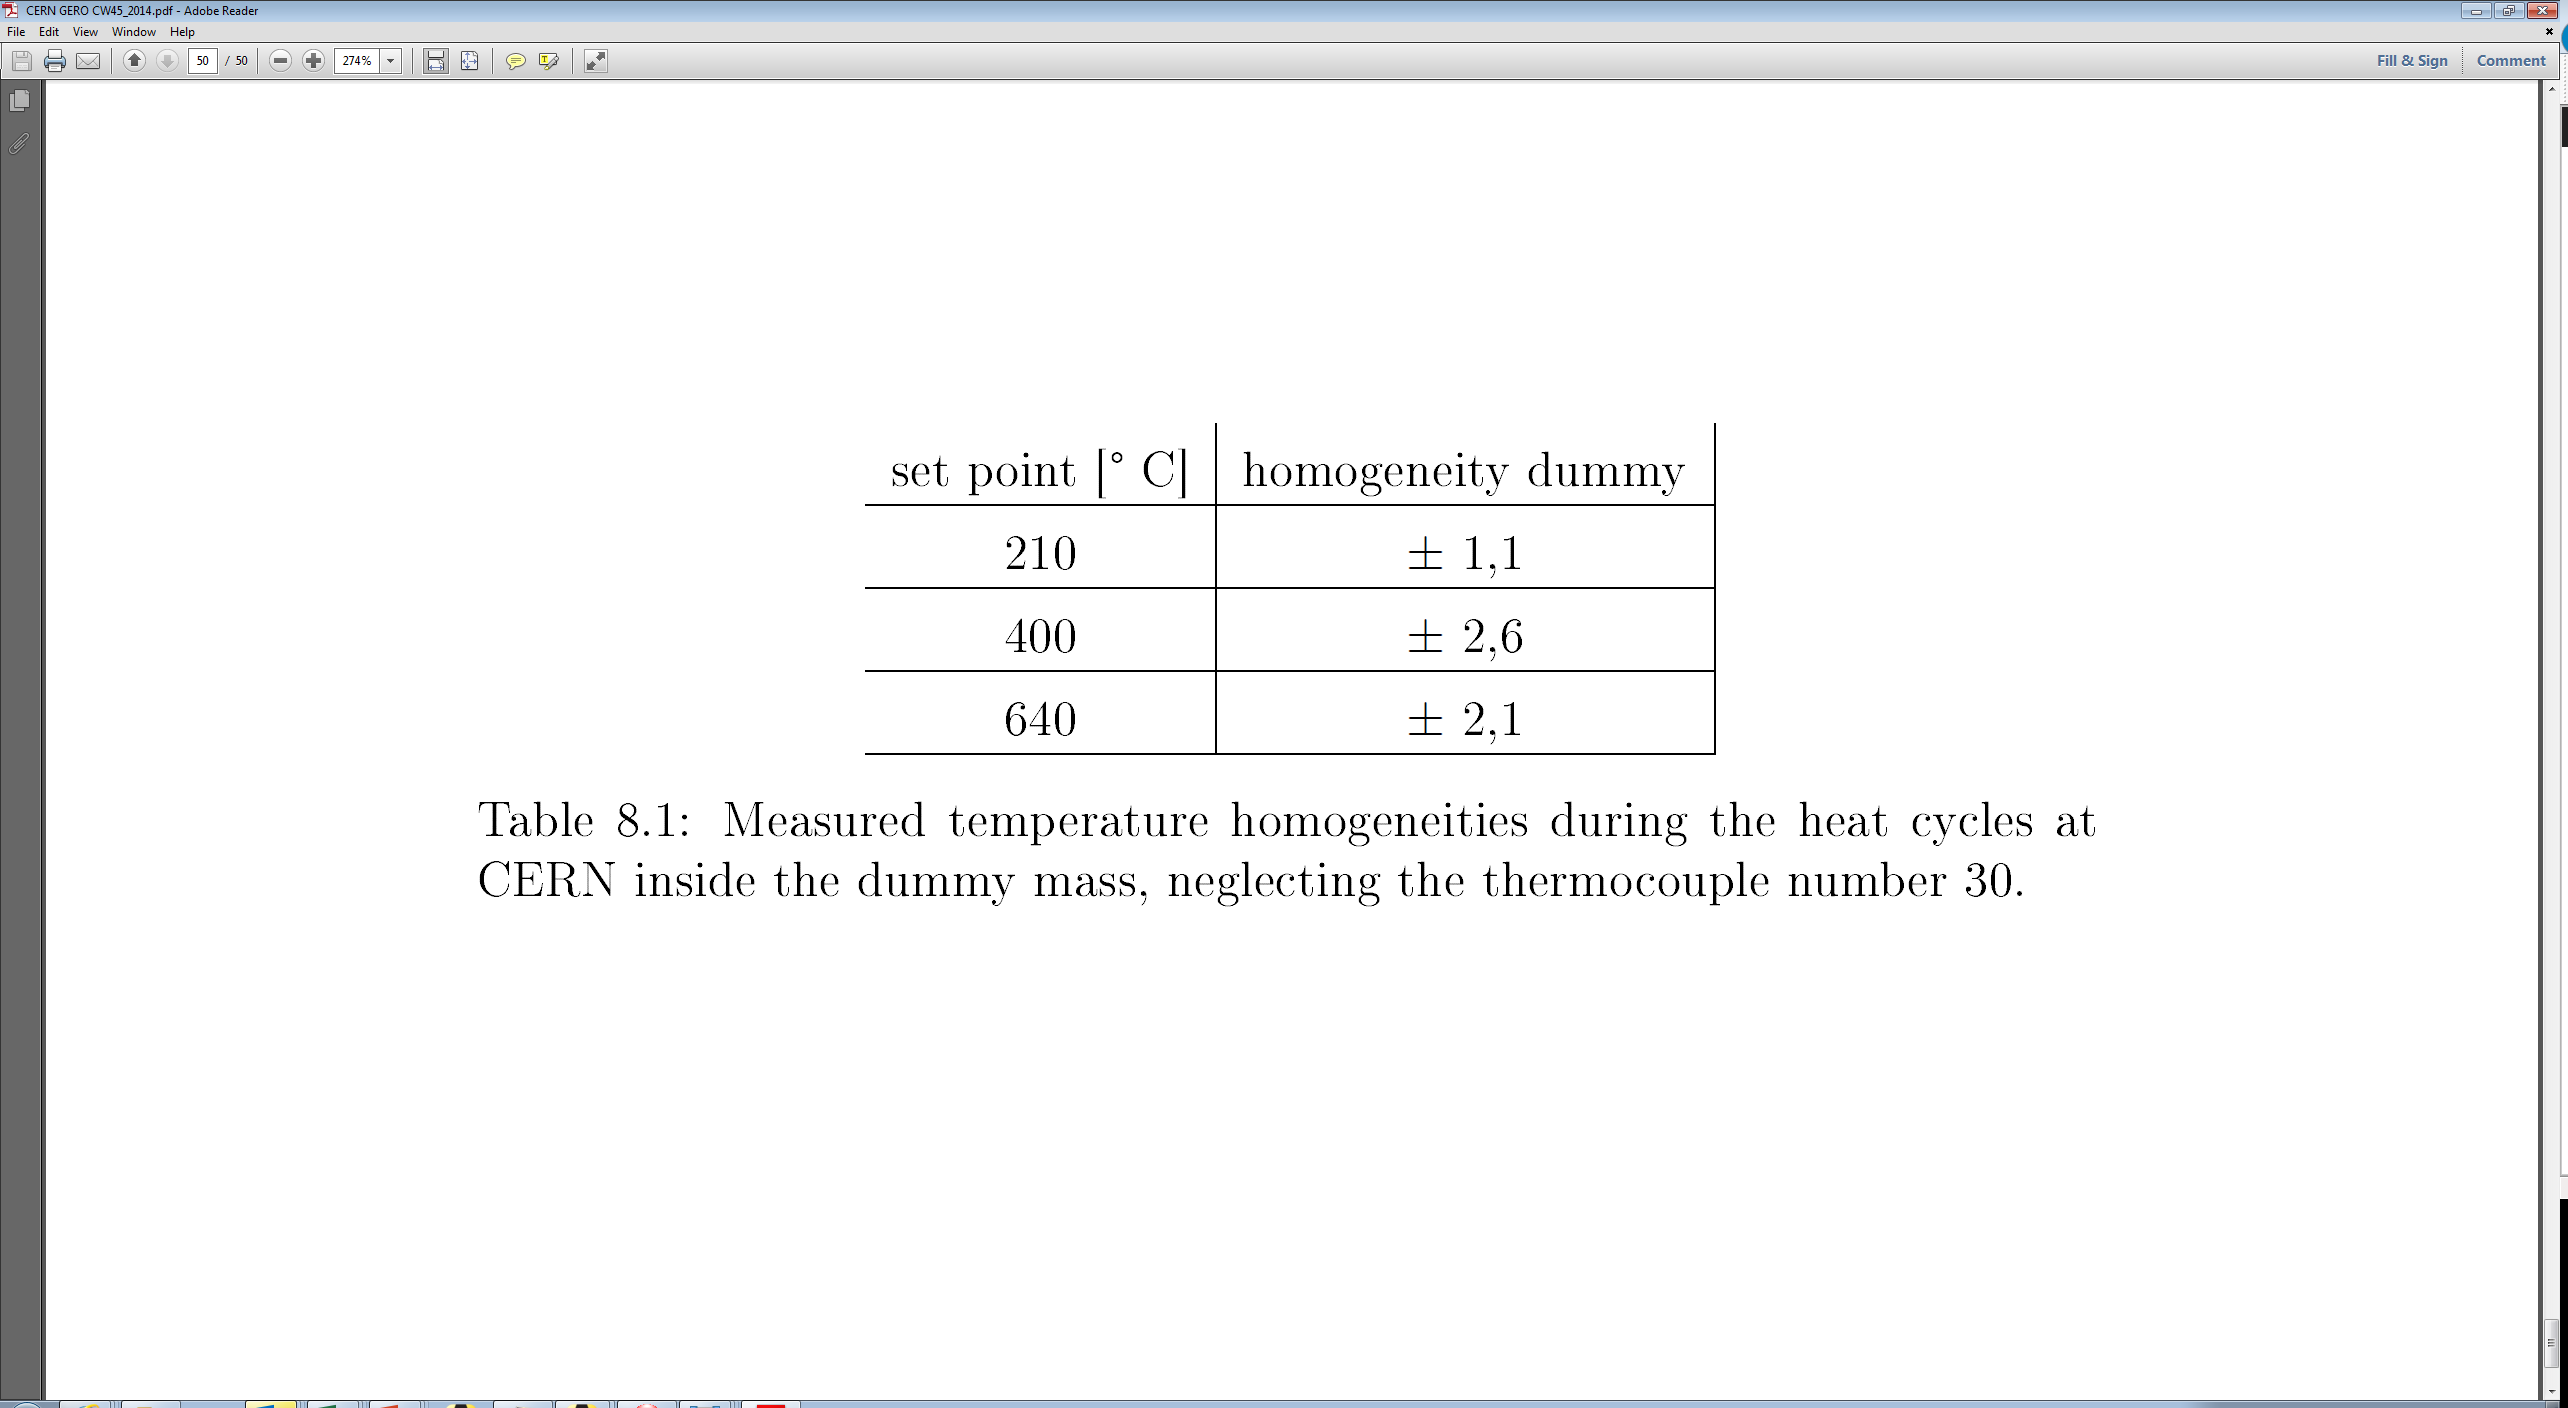 CERN GERO CW45_2014.pdf - Adobe Reader
File Edit View Window Help
50 / 50 274% Fill & Sign Comment
set point [° C] homogeneity dummy
210 ± 1,1
400 ± 2,6
640 ± 2,1
Table 8.1: Measured temperature homogeneities during the heat cycles at
CERN inside the dummy mass, neglecting the thermocouple number 30.